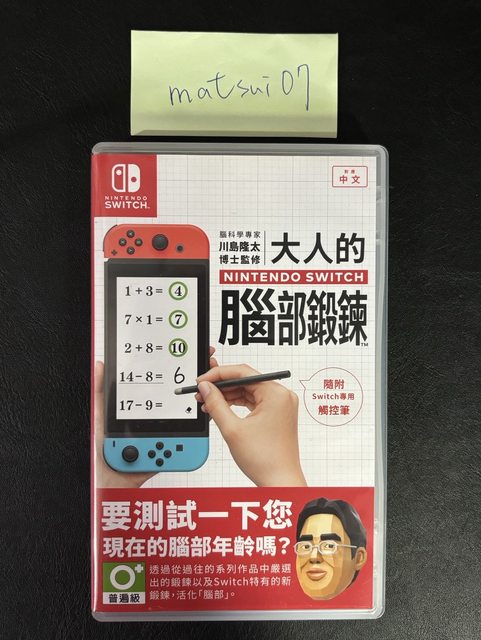 matsui07
NINTENDO
SWITCH™
對應
中文
腦科學專家
川島隆太
博士監修
大人的
NINTENDO SWITCH
腦部鍛鍊™
1+3= 4
7×1= 7
2+8= 10
14-8= 6
17-9=
隨附
Switch專用
觸控筆
要測試一下您
現在的腦部年齡嗎？
普遍級
透過從過往的系列作品中嚴選
出的鍛鍊以及Switch特有的新
鍛鍊，活化「腦部」。